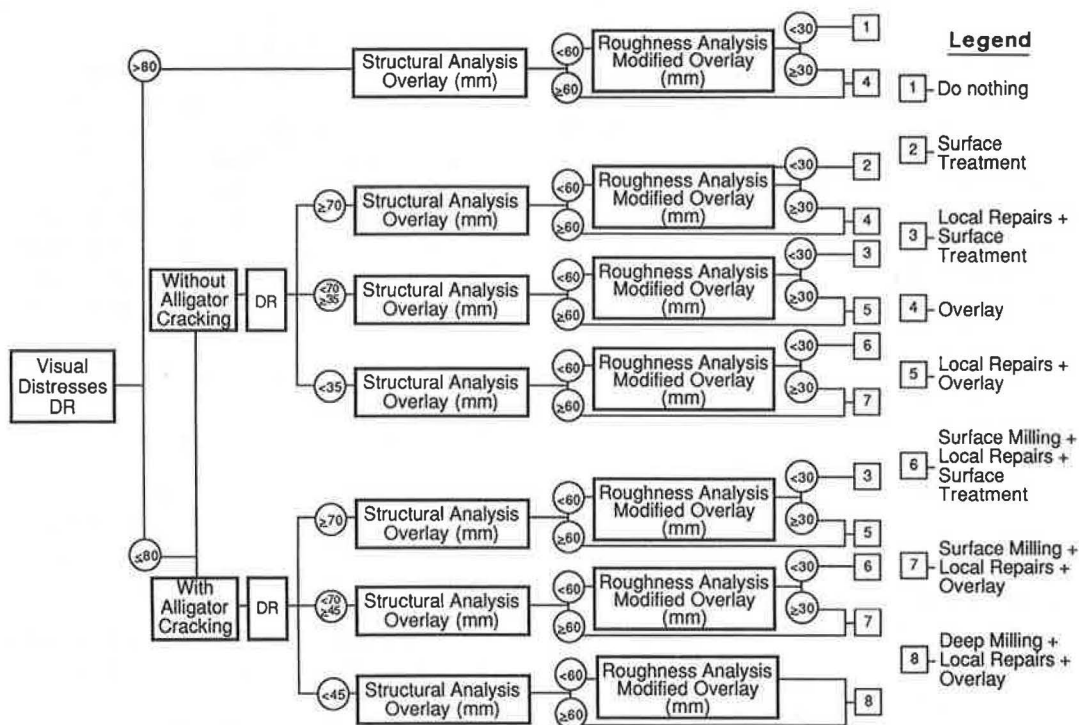 >80
Structural Analysis
Overlay (mm)
<60
≥60
Roughness Analysis
Modified Overlay
(mm)
<30
≥30
1
4
≥70
Structural Analysis
Overlay (mm)
<60
≥60
Roughness Analysis
Modified Overlay
(mm)
<30
≥30
2
4
Without
Alligator
Cracking
DR
<70
≥35
Structural Analysis
Overlay (mm)
<60
≥60
Roughness Analysis
Modified Overlay
(mm)
<30
≥30
3
5
<35
Structural Analysis
Overlay (mm)
<60
≥60
Roughness Analysis
Modified Overlay
(mm)
<30
≥30
6
7
Visual
Distresses
DR
≤80
With
Alligator
Cracking
DR
≥70
Structural Analysis
Overlay (mm)
<60
≥60
Roughness Analysis
Modified Overlay
(mm)
<30
≥30
3
5
<70
≥45
Structural Analysis
Overlay (mm)
<60
≥60
Roughness Analysis
Modified Overlay
(mm)
<30
≥30
6
7
<45
Structural Analysis
Overlay (mm)
<60
≥60
Roughness Analysis
Modified Overlay
(mm)
8
Legend
1 Do nothing
2 Surface
Treatment
Local Repairs +
3 Surface
Treatment
4 Overlay
5 Local Repairs +
Overlay
Surface Milling +
6 Local Repairs +
Surface
Treatment
Surface Milling +
7 Local Repairs +
Overlay
Deep Milling +
8 Local Repairs +
Overlay